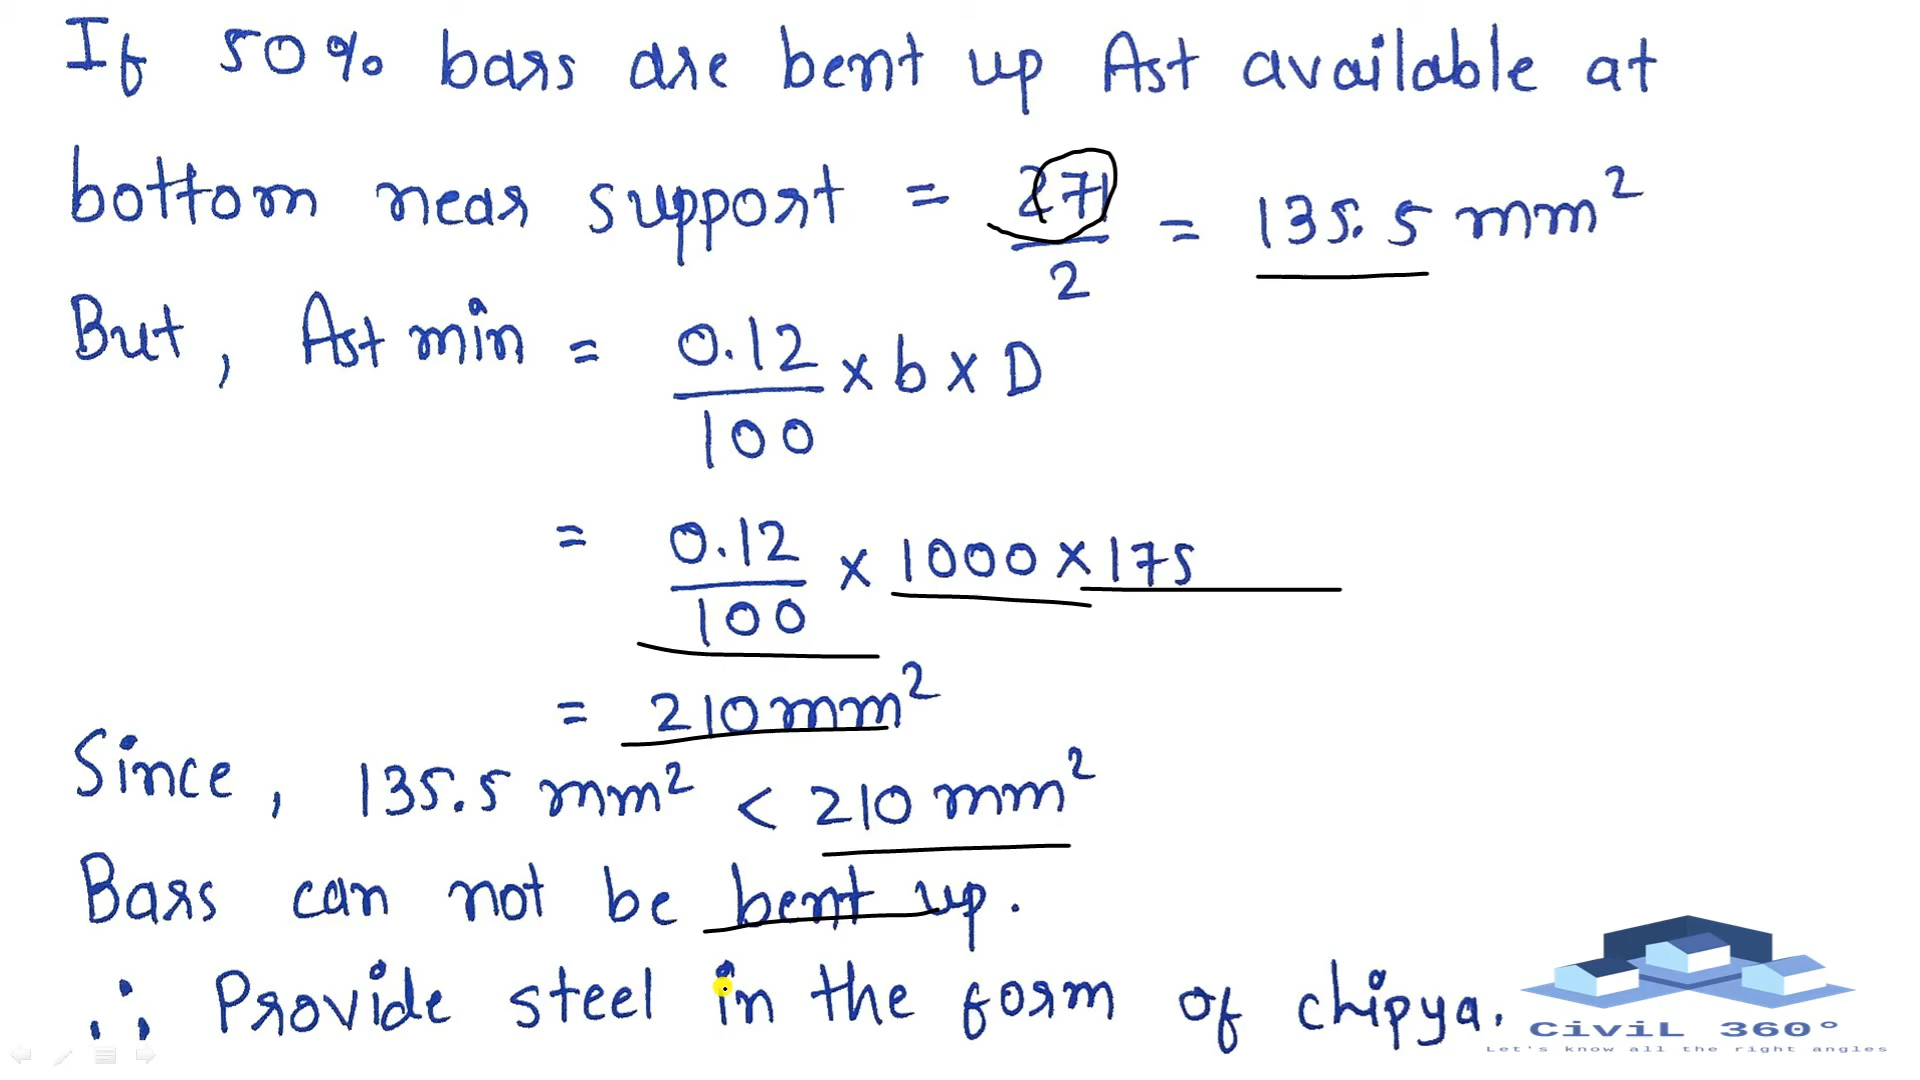 If 50% bars are bent up Ast available at
bottom near support = 271/2 = 135.5 mm²
But, Ast min = 0.12/100 × b × D
= 0.12/100 × 1000 × 175
= 210 mm²
Since, 135.5 mm² < 210 mm²
Bars can not be bent up.
∴ Provide steel in the form of chipya.
CiviL 360°
Let's know all the right angles